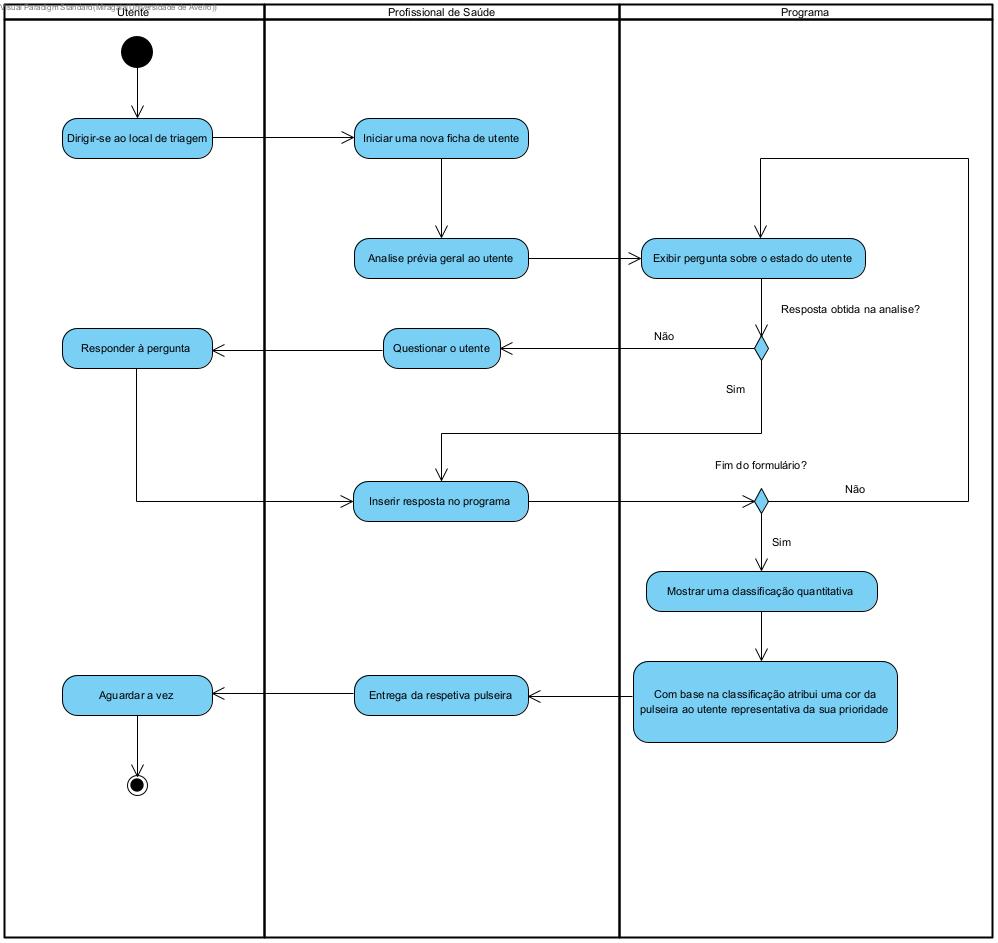 Visual Paradigm Standard(Miragaia(Universidade de Aveiro))
Utente
Profissional de Saúde
Programa
Dirigir-se ao local de triagem
Iniciar uma nova ficha de utente
Analise prévia geral ao utente
Exibir pergunta sobre o estado do utente
Resposta obtida na analise?
Não
Responder à pergunta
Questionar o utente
Sim
Fim do formulário?
Não
Inserir resposta no programa
Sim
Mostrar uma classificação quantitativa
Aguardar a vez
Entrega da respetiva pulseira
Com base na classificação atribui uma cor da
pulseira ao utente representativa da sua prioridade